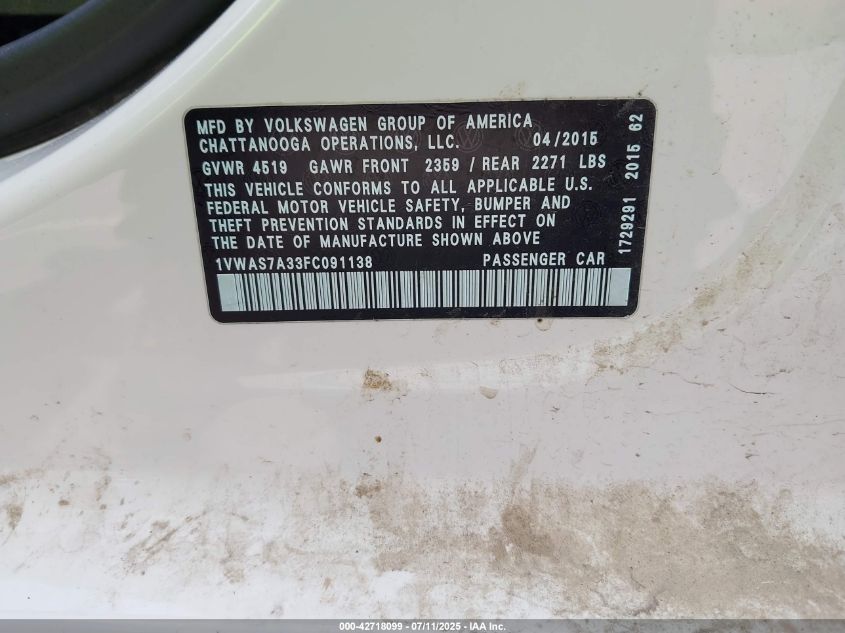 MFD BY VOLKSWAGEN GROUP OF AMERICA
CHATTANOOGA OPERATIONS, LLC. 04/2015
GVWR 4519 GAWR FRONT 2359 / REAR 2271 LBS
THIS VEHICLE CONFORMS TO ALL APPLICABLE U.S.
FEDERAL MOTOR VEHICLE SAFETY, BUMPER AND
THEFT PREVENTION STANDARDS IN EFFECT ON
THE DATE OF MANUFACTURE SHOWN ABOVE
1VWAS7A33FC091138 PASSENGER CAR
1729291 2015 62
000-42718099 - 07/11/2025 - IAA Inc.